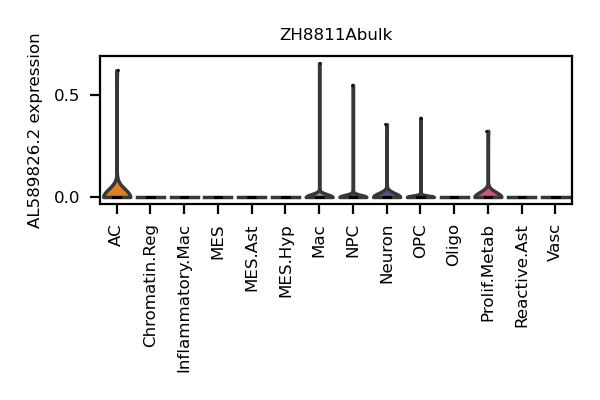 ZH8811Abulk
AL589826.2 expression
0.5
0.0
AC
Chromatin.Reg
Inflammatory.Mac
MES
MES.Ast
MES.Hyp
Mac
NPC
Neuron
OPC
Oligo
Prolif.Metab
Reactive.Ast
Vasc